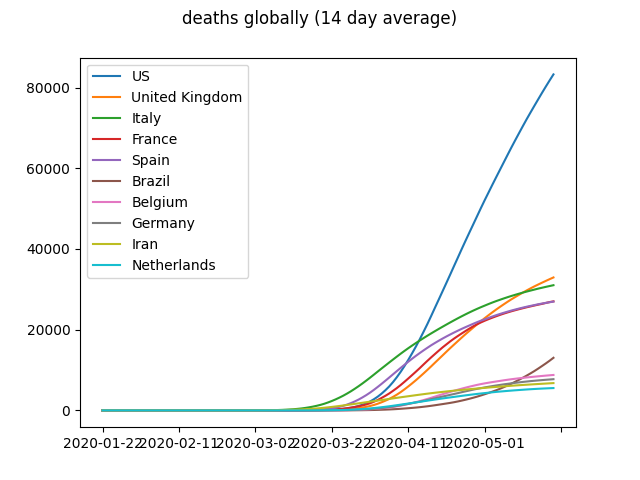 deaths globally (14 day average)
80000
60000
40000
20000
0
US
United Kingdom
Italy
France
Spain
Brazil
Belgium
Germany
Iran
Netherlands
2020-01-22 2020-02-11 2020-03-02 2020-03-22 2020-04-11 2020-05-01